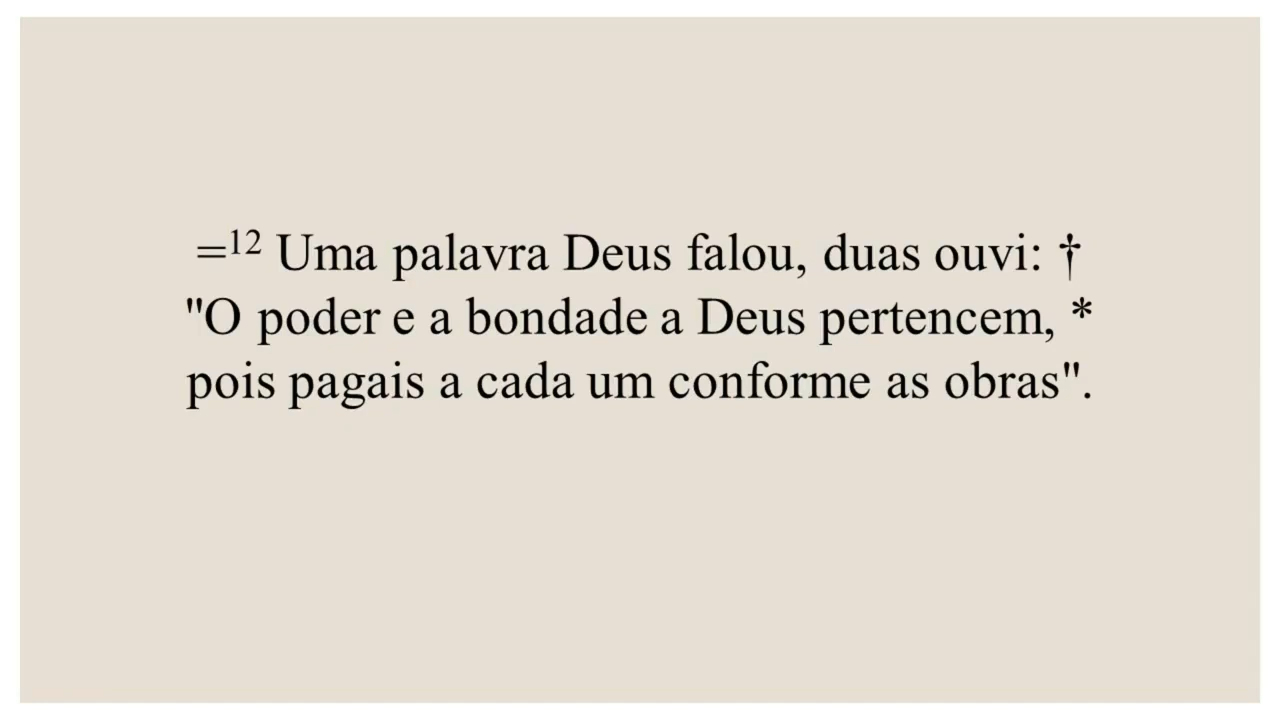 =¹² Uma palavra Deus falou, duas ouvi: †
"O poder e a bondade a Deus pertencem, *
pois pagais a cada um conforme as obras".